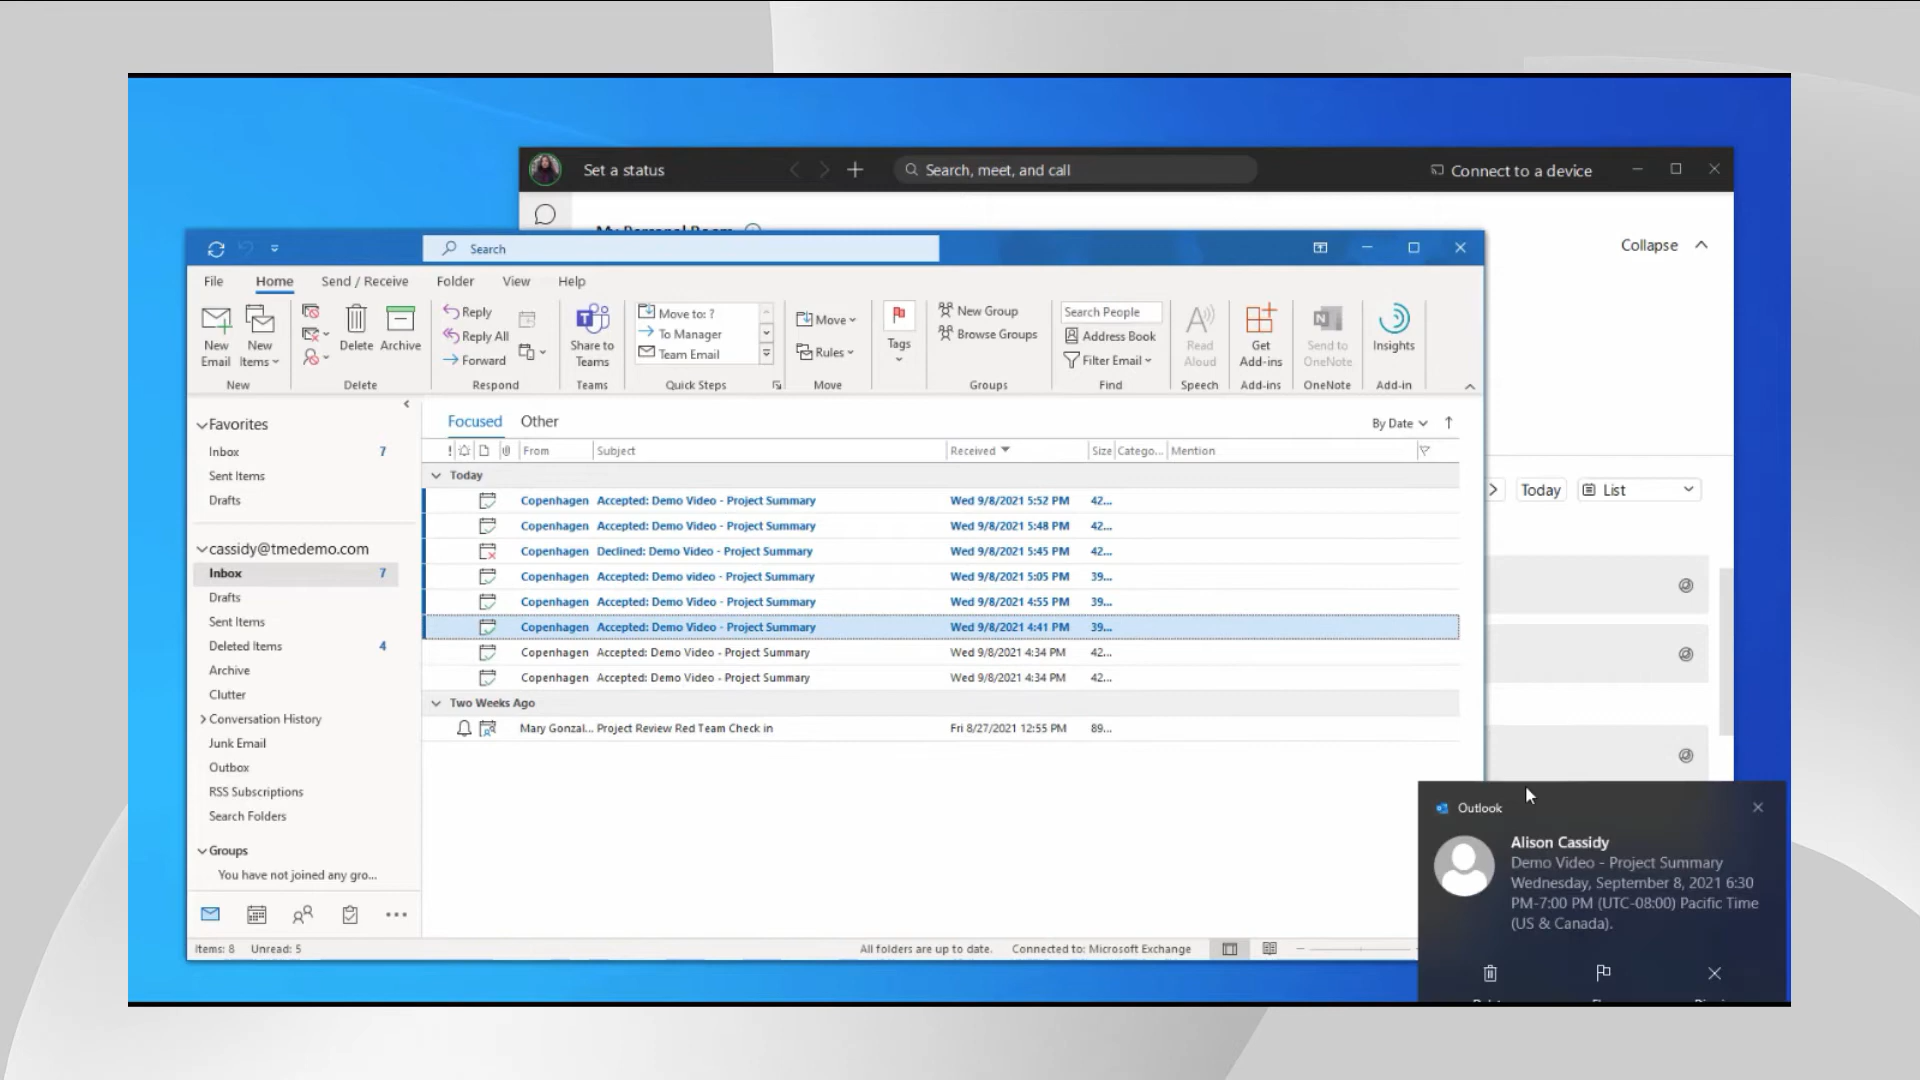 Set a status
Search, meet, and call
Connect to a device
Collapse
Search
File Home Send / Receive Folder View Help
New Email
New Items
Delete
Archive
Reply
Reply All
Forward
Share to Teams
Move to: ?
To Manager
Team Email
Move
Rules
Tags
New Group
Browse Groups
Search People
Address Book
Filter Email
Read Aloud
Get Add-ins
Send to OneNote
Insights
New Delete Respond Teams Quick Steps Move Groups Find Speech Add-ins OneNote Add-in
Favorites
Inbox 7
Sent Items
Drafts
cassidy@tmedemo.com
Inbox 7
Drafts
Sent Items
Deleted Items 4
Archive
Clutter
Conversation History
Junk Email
Outbox
RSS Subscriptions
Search Folders
Groups
You have not joined any gro...
Items: 8 Unread: 5
Focused Other By Date
! From Subject Received Size Catego... Mention
Today
Copenhagen Accepted: Demo Video - Project Summary Wed 9/8/2021 5:52 PM 42...
Copenhagen Accepted: Demo Video - Project Summary Wed 9/8/2021 5:48 PM 42...
Copenhagen Declined: Demo Video - Project Summary Wed 9/8/2021 5:45 PM 42...
Copenhagen Accepted: Demo video - Project Summary Wed 9/8/2021 5:05 PM 39...
Copenhagen Accepted: Demo Video - Project Summary Wed 9/8/2021 4:55 PM 39...
Copenhagen Accepted: Demo Video - Project Summary Wed 9/8/2021 4:41 PM 39...
Copenhagen Accepted: Demo Video - Project Summary Wed 9/8/2021 4:34 PM 42...
Copenhagen Accepted: Demo Video - Project Summary Wed 9/8/2021 4:34 PM 42...
Two Weeks Ago
Mary Gonzal... Project Review Red Team Check in Fri 8/27/2021 12:55 PM 89...
All folders are up to date. Connected to: Microsoft Exchange
Today List
Outlook
Alison Cassidy
Demo Video - Project Summary
Wednesday, September 8, 2021 6:30
PM-7:00 PM (UTC-08:00) Pacific Time
(US & Canada).